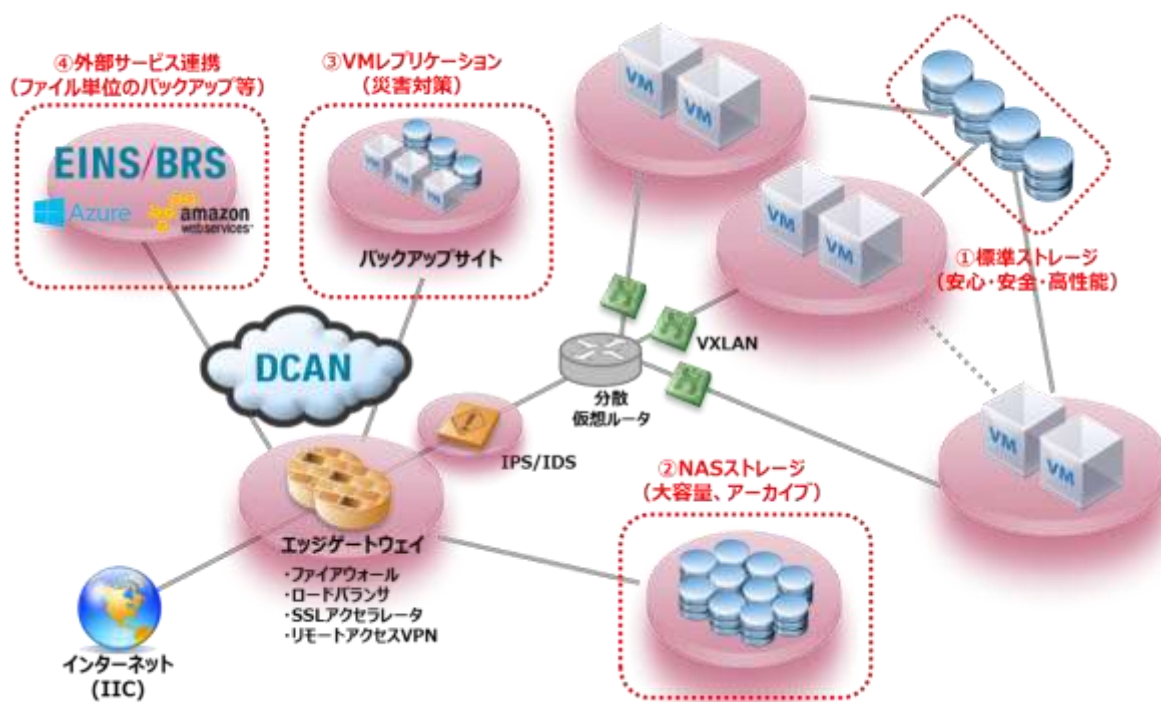 ④外部サービス連携
（ファイル単位のバックアップ等）
EINS/BRS
Azure
amazon
webservices™
③VMレプリケーション
（災害対策）
VM
VM
VM
バックアップサイト
VM
VM
VM
VM
①標準ストレージ
（安心・安全・高性能）
VXLAN
分散
仮想ルータ
DCAN
IPS/IDS
VM
VM
②NASストレージ
（大容量、アーカイブ）
エッジゲートウェイ
・ファイアウォール
・ロードバランサ
・SSLアクセラレータ
・リモートアクセスVPN
インターネット
(IIC)